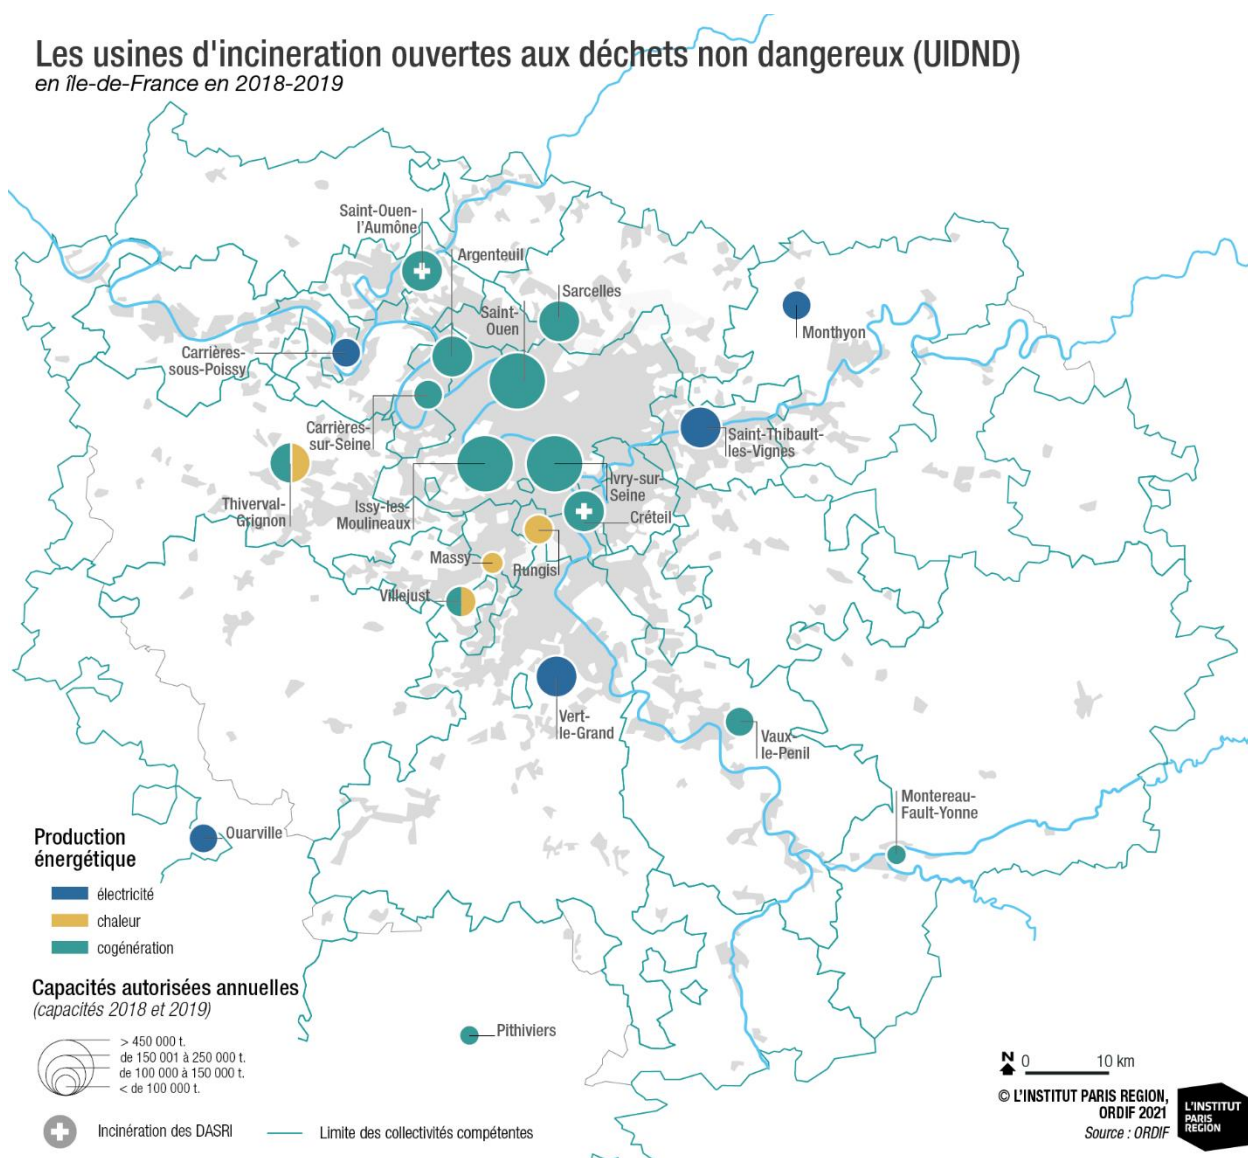 Les usines d'incineration ouvertes aux déchets non dangereux (UIDND)
en île-de-France en 2018-2019
Saint-Ouen-
l'Aumône
Argenteuil
Sarcelles
Saint-
Ouen
Monthyon
Carrières-
sous-Poissy
Carrières-
sur-Seine
Saint-Thibault-
les-Vignes
Thiverval-
Grignon
Issy-les-
Moulineaux
Ivry-sur-
Seine
Créteil
Massy
Rungis
Villejust
Vert-
le-Grand
Vaux-
le-Penil
Montereau-
Fault-Yonne
Ouarville
Pithiviers
Production
énergétique
électricité
chaleur
cogénération
Capacités autorisées annuelles
(capacités 2018 et 2019)
> 450 000 t.
de 150 001 à 250 000 t.
de 100 000 à 150 000 t.
< de 100 000 t.
Incinération des DASRI
Limite des collectivités compétentes
N
0 10 km
© L'INSTITUT PARIS REGION,
ORDIF 2021
Source : ORDIF
L'INSTITUT
PARIS
REGION